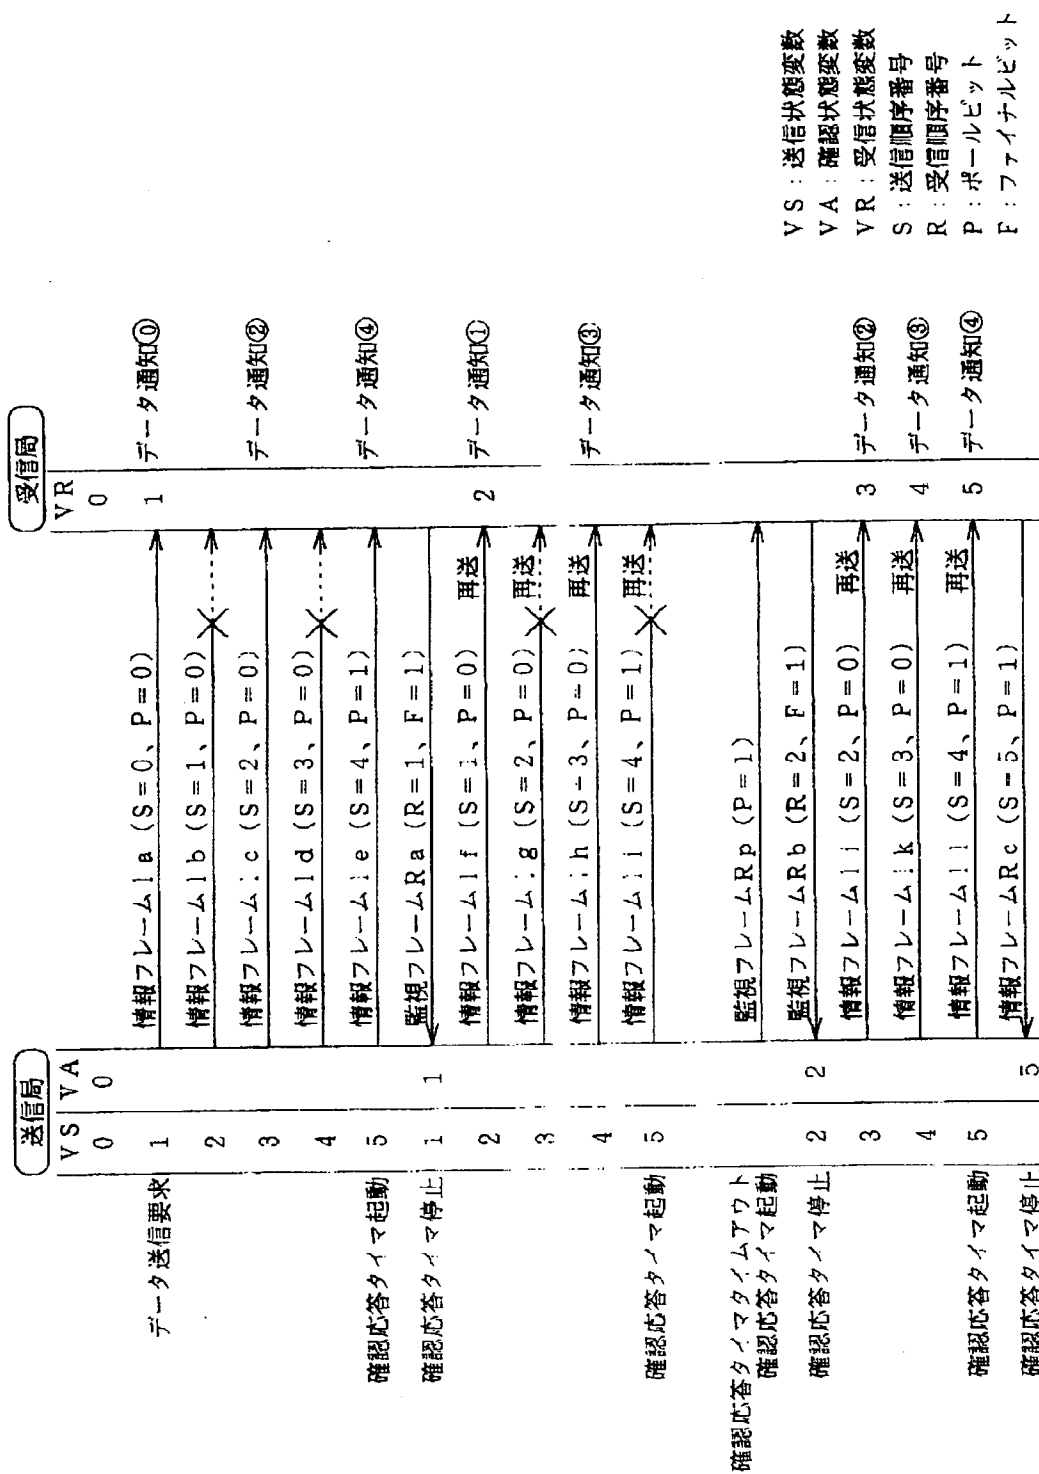 送信局
受信局
VS VA
VR
0 0 0
データ送信要求 1 情報フレームIa (S=0、P=0) 1 データ通知⓪
2 情報フレームIb (S=1、P=0)
3 情報フレームIc (S=2、P=0) データ通知②
4 情報フレームId (S=3、P=0)
確認応答タイマ起動 5 情報フレームIe (S=4、P=1) データ通知④
確認応答タイマ停止 1 1 監視フレームRa (R=1、F=1)
2 情報フレームIf (S=1、P=0) 再送 2 データ通知①
3 情報フレームIg (S=2、P=0) 再送
4 情報フレームIh (S-3、P-0) 再送 データ通知③
確認応答タイマ起動 5 情報フレームIi (S=4、P=1) 再送
確認応答タイマタイムアウト
確認応答タイマ起動 監視フレームRp (P=1)
確認応答タイマ停止 2 2 監視フレームRb (R=2、F=1)
3 情報フレームIj (S=2、P=0) 再送 3 データ通知②
4 情報フレームIk (S=3、P=0) 再送 4 データ通知③
確認応答タイマ起動 5 情報フレームIl (S=4、P=1) 再送 5 データ通知④
確認応答タイマ停止 5 情報フレームRc (S-5、P=1)
VS:送信状態変数
VA:確認状態変数
VR:受信状態変数
S:送信順序番号
R:受信順序番号
P:ポールビット
F:ファイナルビット